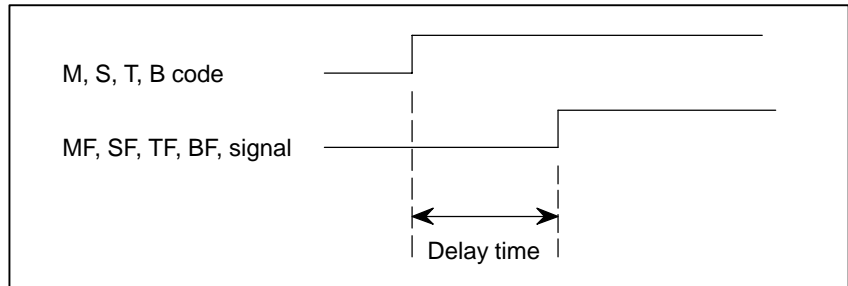 M, S, T, B code
MF, SF, TF, BF, signal
Delay time